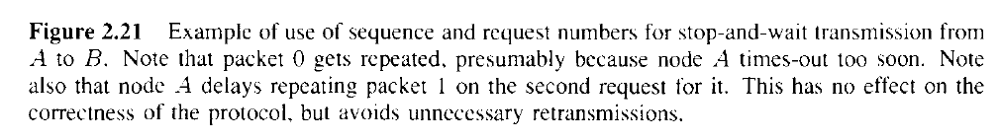 Figure 2.21 Example of use of sequence and request numbers for stop-and-wait transmission from
A to B. Note that packet 0 gets repeated, presumably because node A times-out too soon. Note
also that node A delays repeating packet 1 on the second request for it. This has no effect on the
correctness of the protocol, but avoids unnecessary retransmissions.